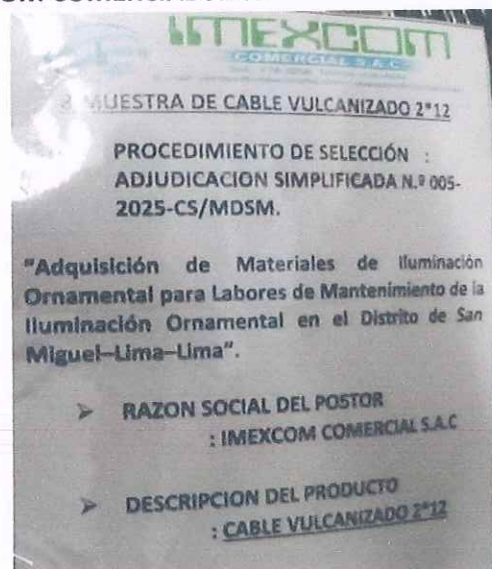 IMEXCOM
COMERCIAL S.A.C
MUESTRA DE CABLE VULCANIZADO 2*12
PROCEDIMIENTO DE SELECCIÓN :
ADJUDICACION SIMPLIFICADA N.º 005-
2025-CS/MDSM.
"Adquisición de Materiales de Iluminación
Ornamental para Labores de Mantenimiento de la
Iluminación Ornamental en el Distrito de San
Miguel–Lima–Lima".
➢ RAZON SOCIAL DEL POSTOR
: IMEXCOM COMERCIAL S.A.C
➢ DESCRIPCION DEL PRODUCTO
: CABLE VULCANIZADO 2*12